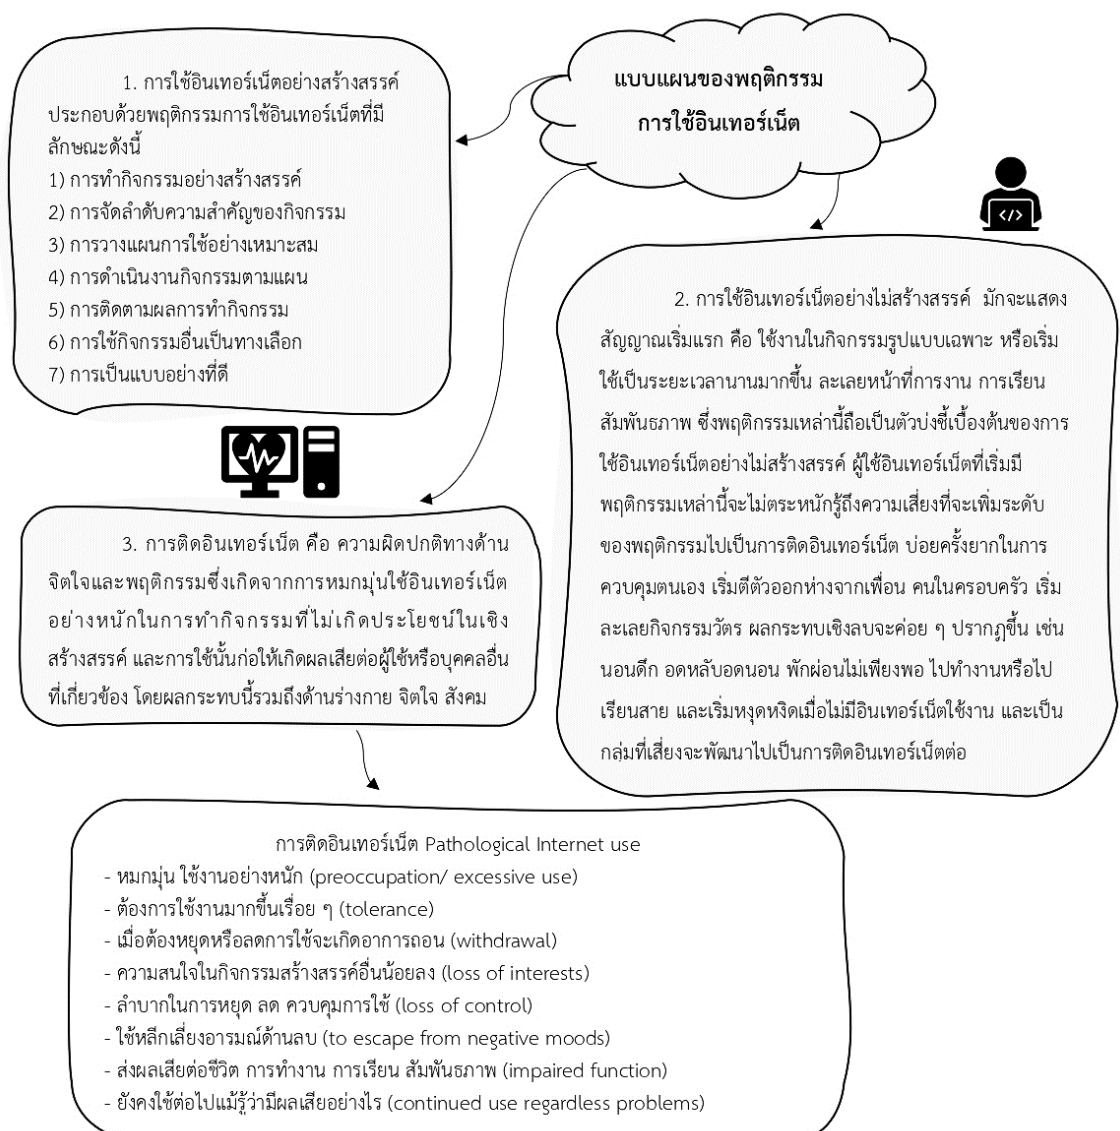 แบบแผนของพฤติกรรม
การใช้อินเทอร์เน็ต
1. การใช้อินเทอร์เน็ตอย่างสร้างสรรค์
ประกอบด้วยพฤติกรรมการใช้อินเทอร์เน็ตที่มี
ลักษณะดังนี้
1) การทำกิจกรรมอย่างสร้างสรรค์
2) การจัดลำดับความสำคัญของกิจกรรม
3) การวางแผนการใช้อย่างเหมาะสม
4) การดำเนินงานกิจกรรมตามแผน
5) การติดตามผลการทำกิจกรรม
6) การใช้กิจกรรมอื่นเป็นทางเลือก
7) การเป็นแบบอย่างที่ดี
</>
2. การใช้อินเทอร์เน็ตอย่างไม่สร้างสรรค์ มักจะแสดง
สัญญาณเริ่มแรก คือ ใช้งานในกิจกรรมรูปแบบเฉพาะ หรือเริ่ม
ใช้เป็นระยะเวลานานมากขึ้น ละเลยหน้าที่การงาน การเรียน
สัมพันธภาพ ซึ่งพฤติกรรมเหล่านี้ถือเป็นตัวบ่งชี้เบื้องต้นของการ
ใช้อินเทอร์เน็ตอย่างไม่สร้างสรรค์ ผู้ใช้อินเทอร์เน็ตที่เริ่มมี
พฤติกรรมเหล่านี้จะไม่ตระหนักรู้ถึงความเสี่ยงที่จะเพิ่มระดับ
ของพฤติกรรมไปเป็นการติดอินเทอร์เน็ต บ่อยครั้งยากในการ
ควบคุมตนเอง เริ่มตีตัวออกห่างจากเพื่อน คนในครอบครัว เริ่ม
ละเลยกิจกรรมวัตร ผลกระทบเชิงลบจะค่อย ๆ ปรากฏขึ้น เช่น
นอนดึก อดหลับอดนอน พักผ่อนไม่เพียงพอ ไปทำงานหรือไป
เรียนสาย และเริ่มหงุดหงิดเมื่อไม่มีอินเทอร์เน็ตใช้งาน และเป็น
กลุ่มที่เสี่ยงจะพัฒนาไปเป็นการติดอินเทอร์เน็ตต่อ
3. การติดอินเทอร์เน็ต คือ ความผิดปกติทางด้าน
จิตใจและพฤติกรรมซึ่งเกิดจากการหมกมุ่นใช้อินเทอร์เน็ต
อย่างหนักในการทำกิจกรรมที่ไม่เกิดประโยชน์ในเชิง
สร้างสรรค์ และการใช้นั้นก่อให้เกิดผลเสียต่อผู้ใช้หรือบุคคลอื่น
ที่เกี่ยวข้อง โดยผลกระทบนี้รวมถึงด้านร่างกาย จิตใจ สังคม
การติดอินเทอร์เน็ต Pathological Internet use
- หมกมุ่น ใช้งานอย่างหนัก (preoccupation/ excessive use)
- ต้องการใช้งานมากขึ้นเรื่อย ๆ (tolerance)
- เมื่อต้องหยุดหรือลดการใช้จะเกิดอาการถอน (withdrawal)
- ความสนใจในกิจกรรมสร้างสรรค์อื่นน้อยลง (loss of interests)
- ลำบากในการหยุด ลด ควบคุมการใช้ (loss of control)
- ใช้หลีกเลี่ยงอารมณ์ด้านลบ (to escape from negative moods)
- ส่งผลเสียต่อชีวิต การทำงาน การเรียน สัมพันธภาพ (impaired function)
- ยังคงใช้ต่อไปแม้รู้ว่ามีผลเสียอย่างไร (continued use regardless problems)